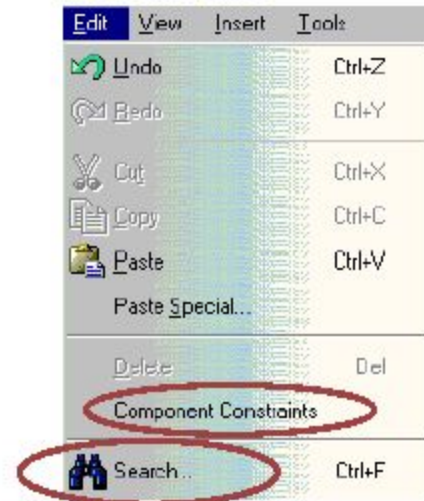 Edit View Insert Tools
Undo Ctrl+Z
Redo Ctrl+Y
Cut Ctrl+X
Copy Ctrl+C
Paste Ctrl+V
Paste Special...
Delete Del
Component Constraints
Search... Ctrl+F